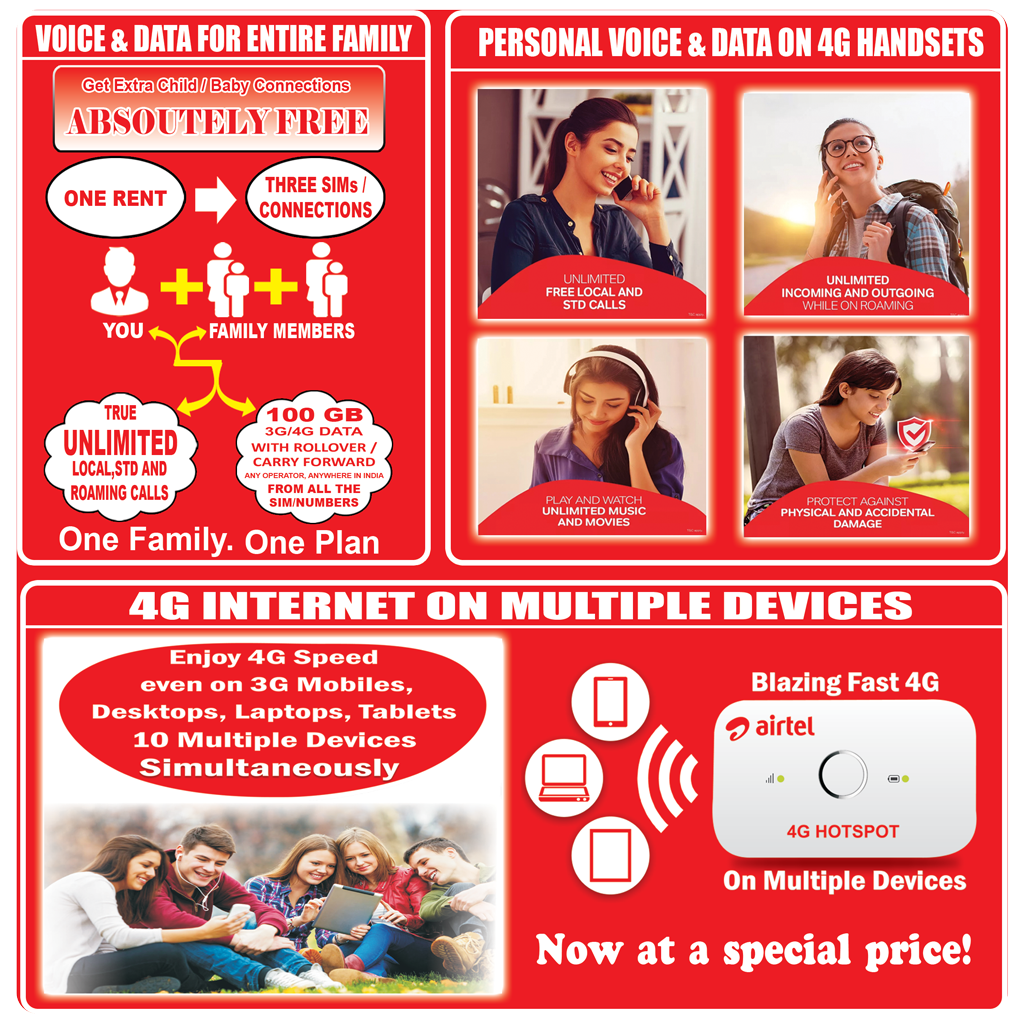 VOICE & DATA FOR ENTIRE FAMILY
Get Extra Child / Baby Connections
ABSOUTELY FREE
ONE RENT
THREE SIMs /
CONNECTIONS
YOU
FAMILY MEMBERS
TRUE
UNLIMITED
LOCAL,STD AND
ROAMING CALLS
100 GB
3G/4G DATA
WITH ROLLOVER /
CARRY FORWARD
ANY OPERATOR, ANYWHERE IN INDIA
FROM ALL THE
SIM/NUMBERS
One Family. One Plan
PERSONAL VOICE & DATA ON 4G HANDSETS
UNLIMITED
FREE LOCAL AND
STD CALLS
UNLIMITED
INCOMING AND OUTGOING
WHILE ON ROAMING
PLAY AND WATCH
UNLIMITED MUSIC
AND MOVIES
PROTECT AGAINST
PHYSICAL AND ACCIDENTAL
DAMAGE
4G INTERNET ON MULTIPLE DEVICES
Enjoy 4G Speed
even on 3G Mobiles,
Desktops, Laptops, Tablets
10 Multiple Devices
Simultaneously
Blazing Fast 4G
airtel
4G HOTSPOT
On Multiple Devices
Now at a special price!